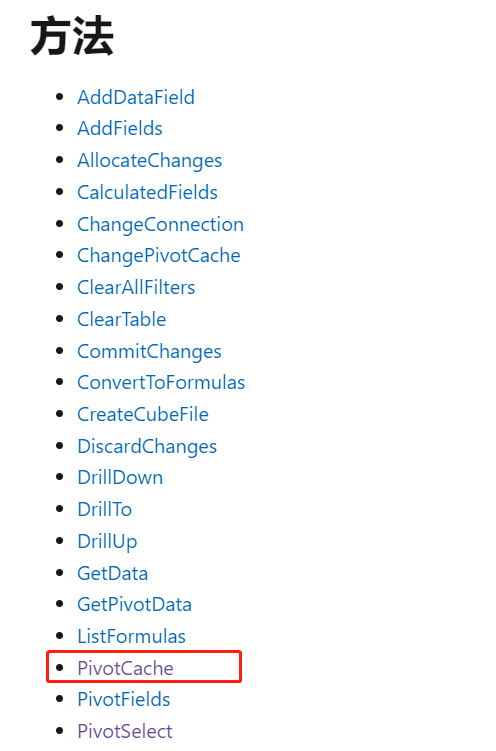 方法
AddDataField
AddFields
AllocateChanges
CalculatedFields
ChangeConnection
ChangePivotCache
ClearAllFilters
ClearTable
CommitChanges
ConvertToFormulas
CreateCubeFile
DiscardChanges
DrillDown
DrillTo
DrillUp
GetData
GetPivotData
ListFormulas
PivotCache
PivotFields
PivotSelect